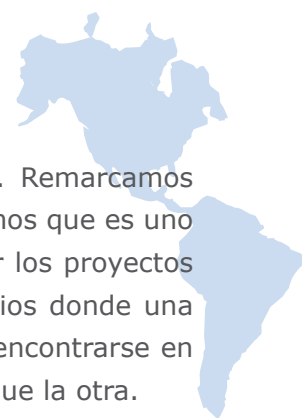 . Remarcamos
nos que es uno
r los proyectos
ios donde una
encontrarse en
ue la otra.